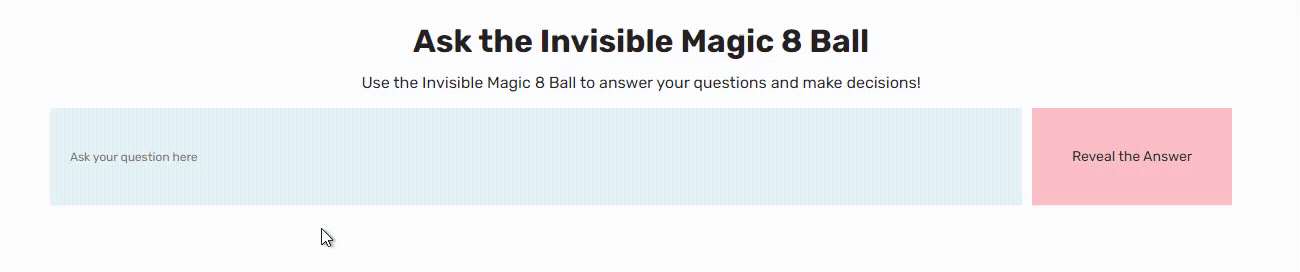 Ask the Invisible Magic 8 Ball
Use the Invisible Magic 8 Ball to answer your questions and make decisions!
Ask your question here
Reveal the Answer